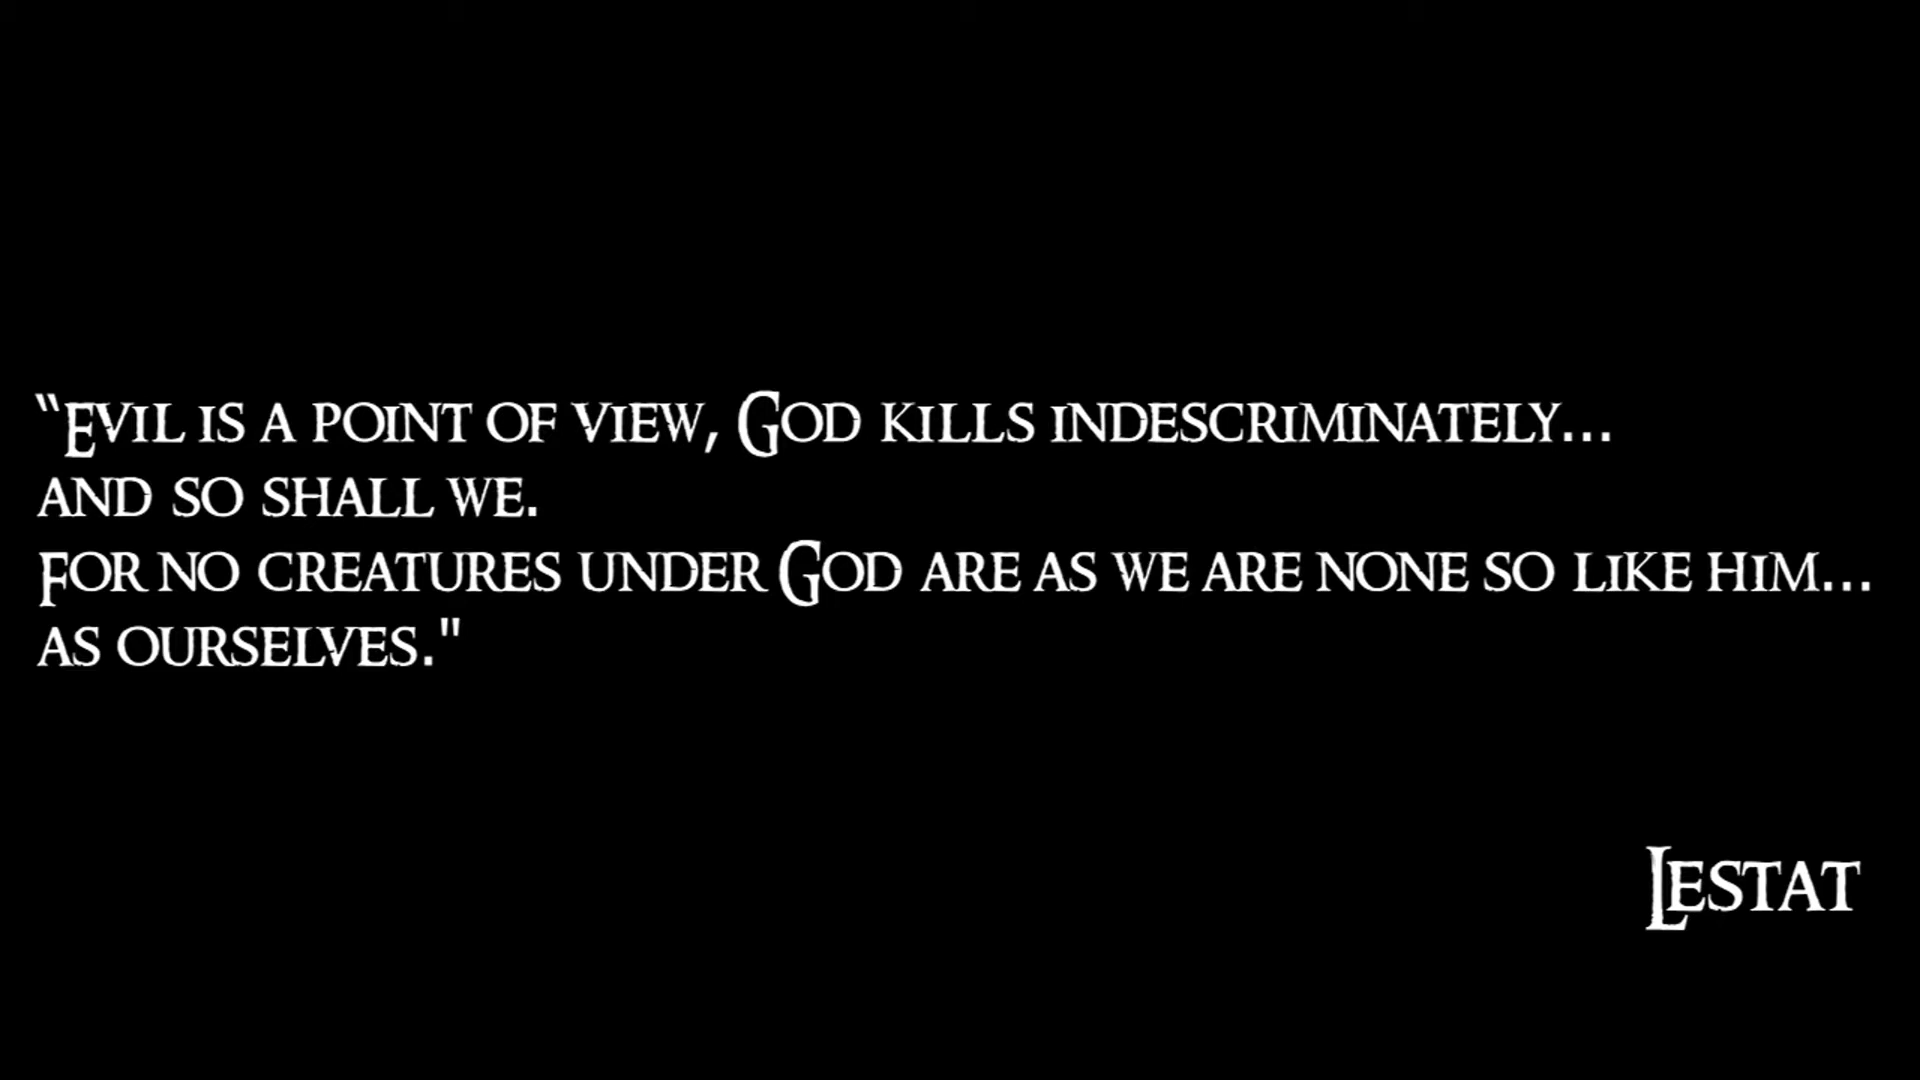 “Evil is a point of view, God kills indescriminately...
and so shall we.
For no creatures under God are as we are none so like him...
as ourselves."
Lestat